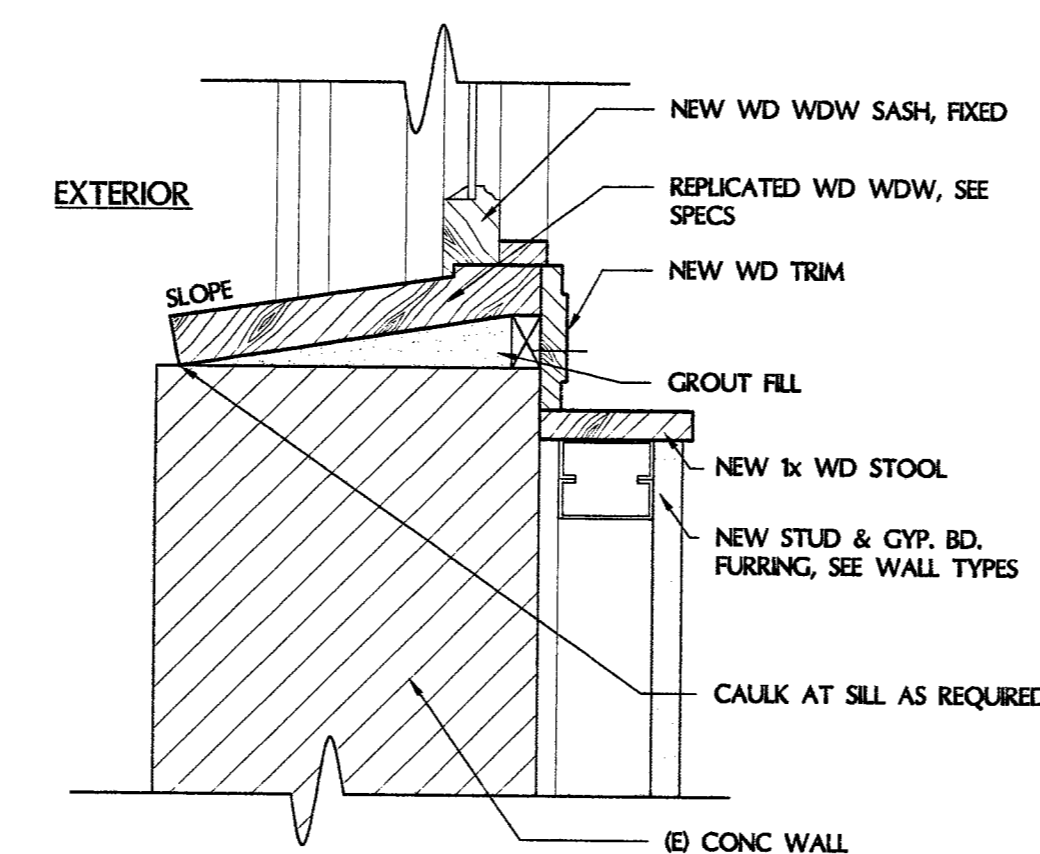 NEW WD WDW SASH, FIXED
EXTERIOR
REPLICATED WD WDW, SEE
SPECS
NEW WD TRIM
SLOPE
GROUT FILL
NEW 1x WD STOOL
NEW STUD & GYP. BD.
FURRING, SEE WALL TYPES
CAULK AT SILL AS REQUIRED
(E) CONC WALL